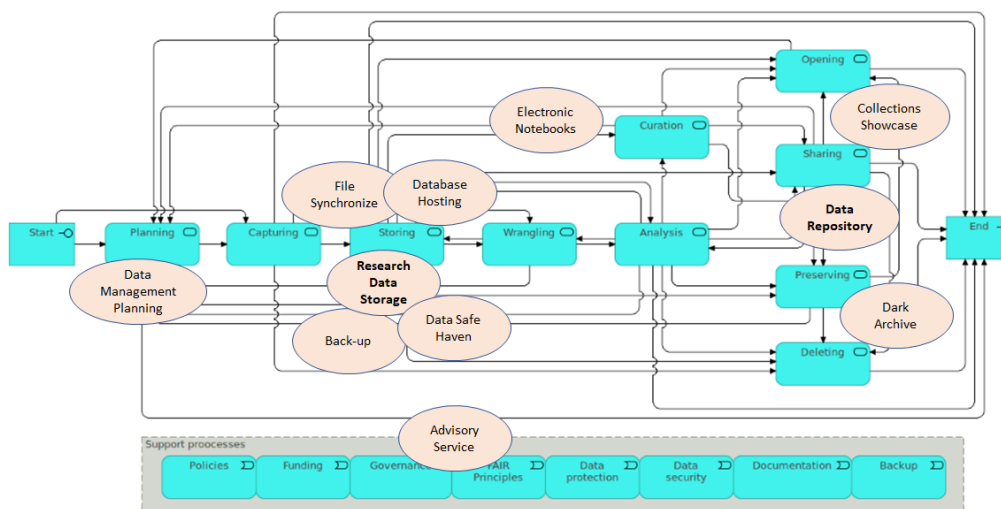 Opening
Collections
Showcase
Electronic
Notebooks
Curation
Sharing
File
Synchronize
Database
Hosting
Data
Repository
Start
Planning
Capturing
Storing
Wrangling
Analysis
End
Data
Management
Planning
Research
Data
Storage
Preserving
Back-up
Data Safe
Haven
Dark
Archive
Deleting
Advisory
Service
Support proocesses
Policies
Funding
Governance
FAIR
Principles
Data
protection
Data
security
Documentation
Backup